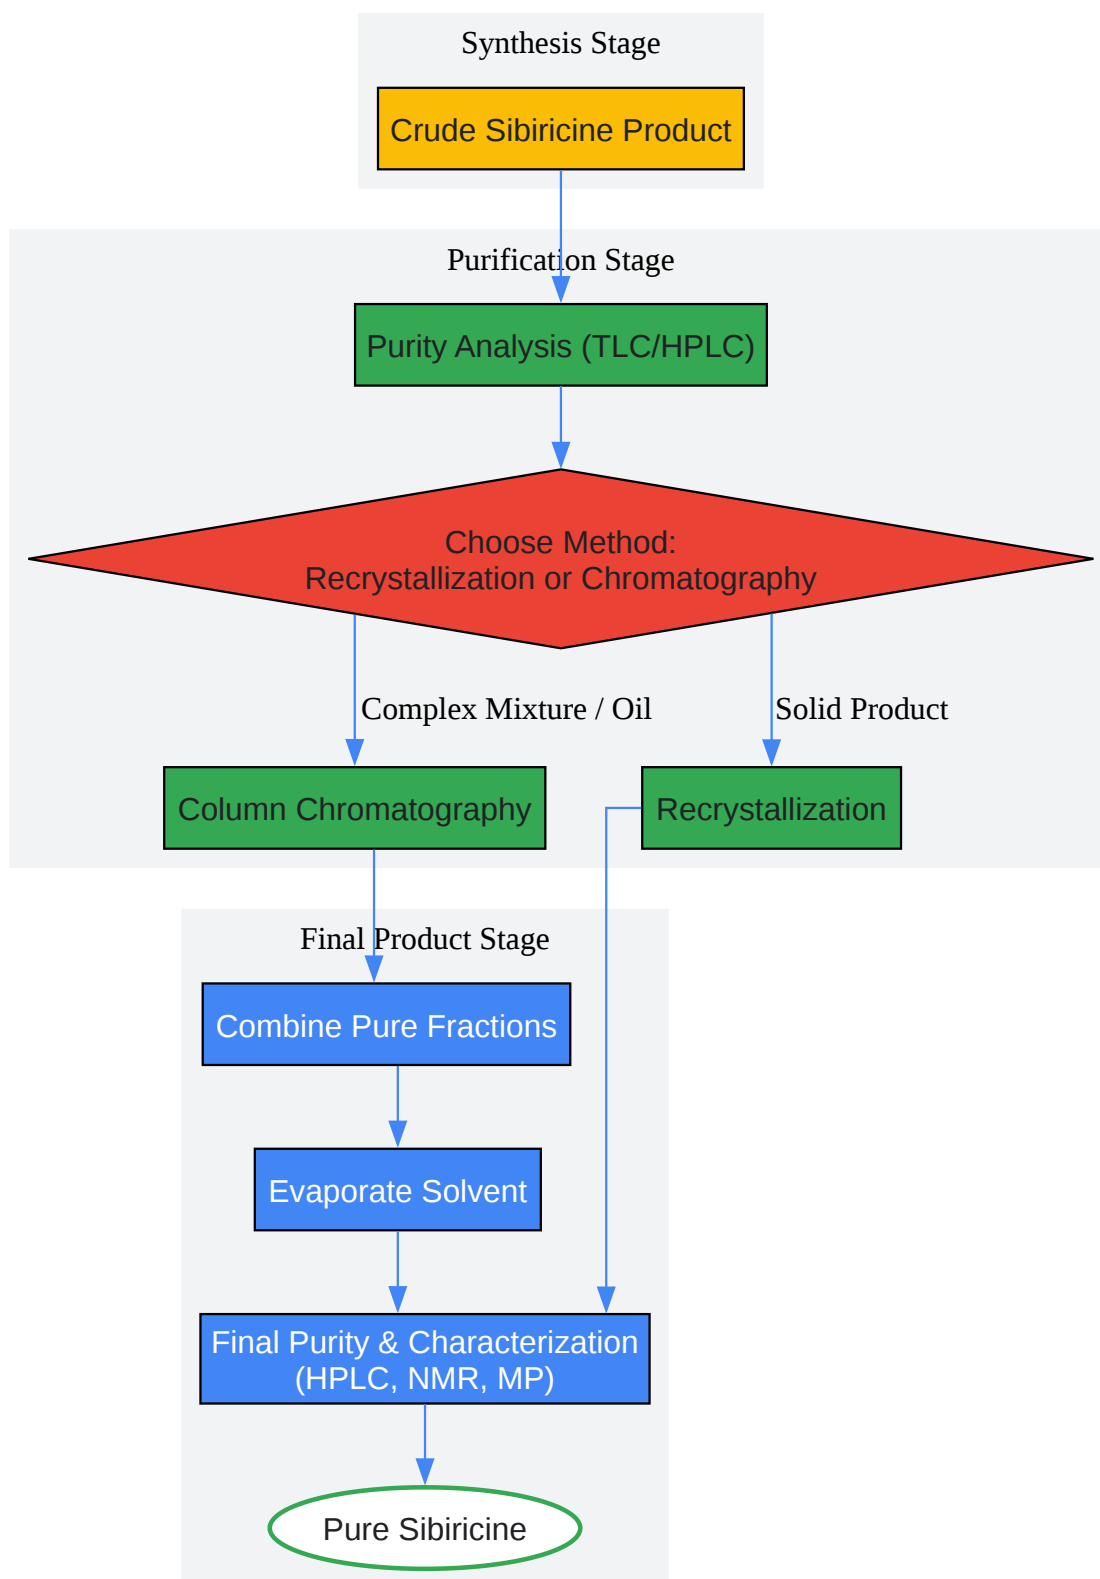 Synthesis Stage
Crude Sibiricine Product
Purification Stage
Purity Analysis (TLC/HPLC)
Choose Method:
Recrystallization or Chromatography
Complex Mixture / Oil
Solid Product
Column Chromatography
Recrystallization
Final Product Stage
Combine Pure Fractions
Evaporate Solvent
Final Purity & Characterization
(HPLC, NMR, MP)
Pure Sibiricine